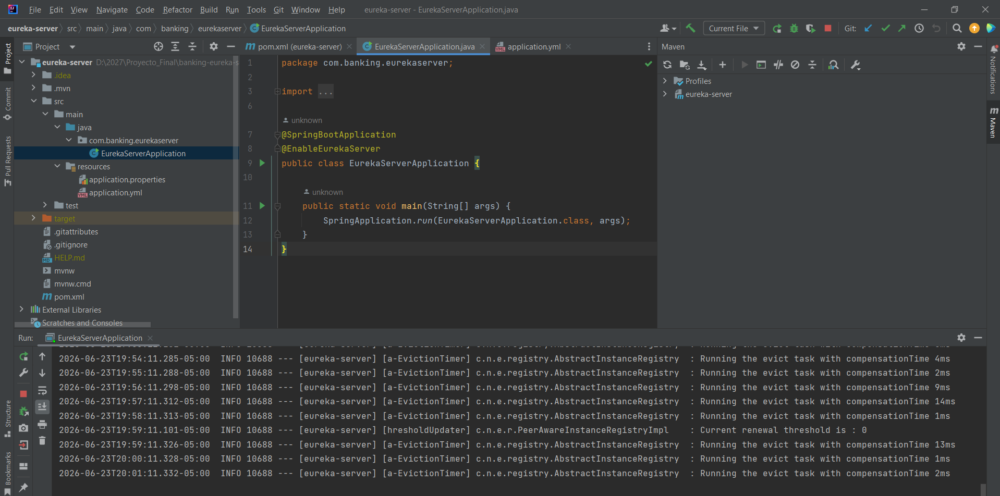 File Edit View Navigate Code Refactor Build Run Tools Git Window Help eureka-server - EurekaServerApplication.java
eureka-server src main java com banking eurekaserver EurekaServerApplication Current File Git:
Project
Commit
Pull Requests
Structure
Bookmarks
Project
eureka-server D:\2027\Proyecto_Final\banking-eureka-s
.idea
.mvn
src
main
java
com.banking.eurekaserver
EurekaServerApplication
resources
application.properties
application.yml
test
target
.gitattributes
.gitignore
HELP.md
mvnw
mvnw.cmd
pom.xml
External Libraries
Scratches and Consoles
pom.xml (eureka-server) EurekaServerApplication.java application.yml
1 package com.banking.eurekaserver;
2
3 import ...
6
unknown
7 @SpringBootApplication
8 @EnableEurekaServer
9 public class EurekaServerApplication {
10
unknown
11 public static void main(String[] args) {
12 SpringApplication.run(EurekaServerApplication.class, args);
13 }
14 }
Maven
Profiles
eureka-server
Notifications
Maven
Run: EurekaServerApplication
2026-06-23T19:54:11.285-05:00 INFO 10688 --- [eureka-server] [a-EvictionTimer] c.n.e.registry.AbstractInstanceRegistry : Running the evict task with compensationTime 4ms
2026-06-23T19:55:11.288-05:00 INFO 10688 --- [eureka-server] [a-EvictionTimer] c.n.e.registry.AbstractInstanceRegistry : Running the evict task with compensationTime 2ms
2026-06-23T19:56:11.298-05:00 INFO 10688 --- [eureka-server] [a-EvictionTimer] c.n.e.registry.AbstractInstanceRegistry : Running the evict task with compensationTime 9ms
2026-06-23T19:57:11.312-05:00 INFO 10688 --- [eureka-server] [a-EvictionTimer] c.n.e.registry.AbstractInstanceRegistry : Running the evict task with compensationTime 14ms
2026-06-23T19:58:11.313-05:00 INFO 10688 --- [eureka-server] [a-EvictionTimer] c.n.e.registry.AbstractInstanceRegistry : Running the evict task with compensationTime 1ms
2026-06-23T19:59:11.101-05:00 INFO 10688 --- [eureka-server] [hresholdUpdater] c.n.e.r.PeerAwareInstanceRegistryImpl : Current renewal threshold is : 0
2026-06-23T19:59:11.326-05:00 INFO 10688 --- [eureka-server] [a-EvictionTimer] c.n.e.registry.AbstractInstanceRegistry : Running the evict task with compensationTime 13ms
2026-06-23T20:00:11.328-05:00 INFO 10688 --- [eureka-server] [a-EvictionTimer] c.n.e.registry.AbstractInstanceRegistry : Running the evict task with compensationTime 1ms
2026-06-23T20:01:11.332-05:00 INFO 10688 --- [eureka-server] [a-EvictionTimer] c.n.e.registry.AbstractInstanceRegistry : Running the evict task with compensationTime 2ms